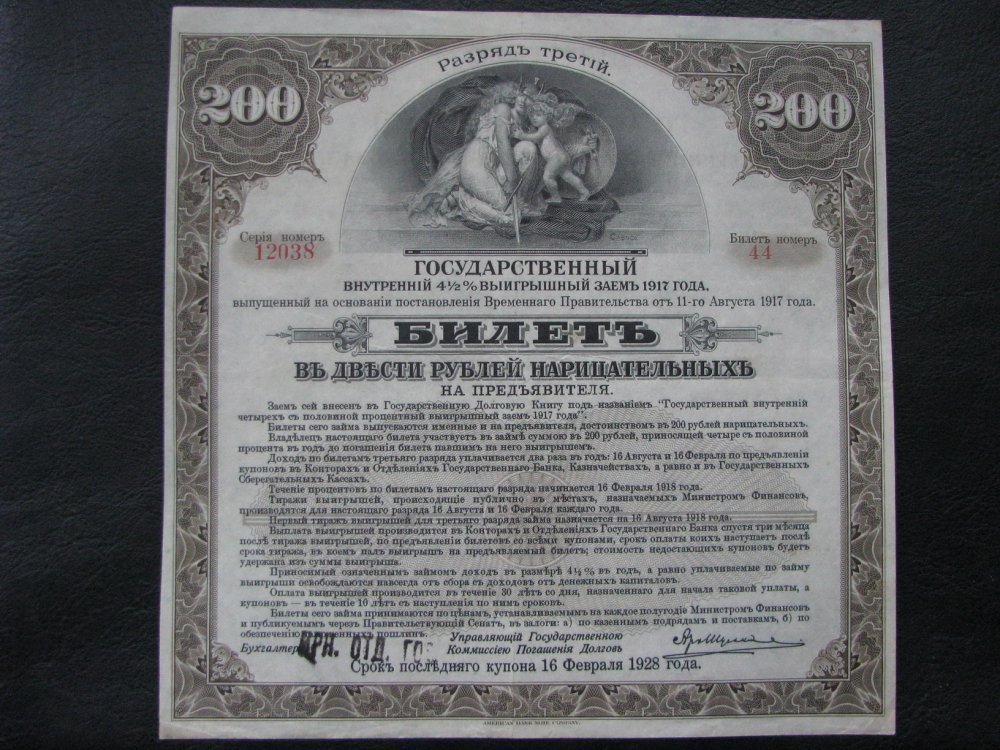 Разрядъ третій.
200
200
Серія номеръ
12038
Билетъ номеръ
44
ГОСУДАРСТВЕННЫЙ
ВНУТРЕННІЙ 4½% ВЫИГРЫШНЫЙ ЗАЕМЪ 1917 ГОДА,
выпущенный на основаніи постановленія Временнаго Правительства отъ 11-го Августа 1917 года.
БИЛЕТЪ
ВЪ ДВѢСТИ РУБЛЕЙ НАРИЦАТЕЛЬНЫХЪ
НА ПРЕДЪЯВИТЕЛЯ.
Заемъ сей внесенъ въ Государственную Долговую Книгу подъ названіемъ "Государственный внутренній
четырехъ съ половиной процентный выигрышный заемъ 1917 года".
Билеты сего займа выпускаются именные и на предъявителя, достоинствомъ въ 200 рублей нарицательныхъ.
Владѣлецъ настоящаго билета участвуетъ въ займѣ суммою въ 200 рублей, приносящей четыре съ половиной
процента въ годъ до погашенія билета павшимъ на него выигрышемъ.
Доходъ по билетамъ третьяго разряда уплачивается два раза въ годъ: 16 Августа и 16 Февраля по предъявленіи
купоновъ въ Конторахъ и Отдѣленіяхъ Государственнаго Банка, Казначействахъ, а равно и въ Государственныхъ
Сберегательныхъ Кассахъ.
Теченіе процентовъ по билетамъ настоящаго разряда начинается 16 Февраля 1918 года.
Тиражи выигрышей, происходящіе публично въ мѣстахъ, назначаемыхъ Министромъ Финансовъ,
производятся для настоящаго разряда 16 Августа и 16 Февраля каждаго года.
Первый тиражъ выигрышей для третьяго разряда займа назначается на 16 Августа 1918 года.
Выплата выигрышей производится въ Конторахъ и Отдѣленіяхъ Государственнаго Банка спустя три мѣсяца
послѣ тиража выигрышей, по предъявленіи билетовъ со всѣми купонами, срокъ оплаты коихъ наступаетъ послѣ
срока тиража, въ коемъ палъ выигрышъ на предъявляемый билетъ; стоимость недостающихъ купоновъ будетъ
удержана изъ суммы выигрыша.
Приносимый означеннымъ займомъ доходъ въ размѣрѣ 4½% въ годъ, а равно уплачиваемые по займу
выигрыши освобождаются навсегда отъ сбора съ доходовъ отъ денежныхъ капиталовъ.
Оплата выигрышей производится въ теченіе 30 лѣтъ со дня, назначеннаго для начала таковой уплаты, а
купоновъ — въ теченіе 10 лѣтъ съ наступленія по нимъ сроковъ.
Билеты сего займа принимаются по цѣнамъ, устанавливаемымъ на каждое полугодіе Министромъ Финансовъ
и публикуемымъ черезъ Правительствующій Сенатъ, въ залоги: а) по казеннымъ подрядамъ и поставкамъ, б) по
обезпеченію пошлинъ.
Управляющій Государственною
Коммиссіею Погашенія Долговъ
Бухгалтеръ
ОТД.
Срокъ послѣдняго купона 16 Февраля 1928 года.
AMERICAN BANK NOTE COMPANY.